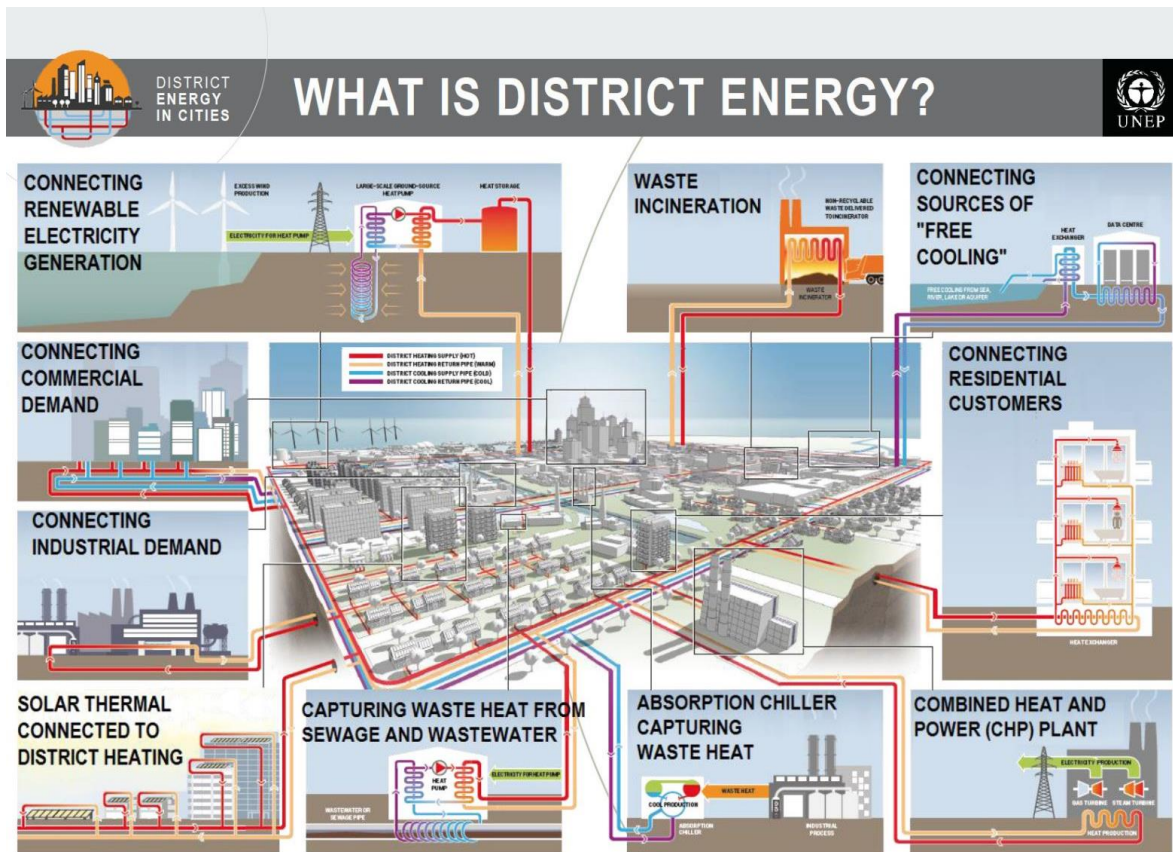 DISTRICT
ENERGY
IN CITIES
WHAT IS DISTRICT ENERGY?
UNEP
CONNECTING
RENEWABLE
ELECTRICITY
GENERATION
EXCESS WIND
PRODUCTION
ELECTRICITY FOR HEAT PUMP
LARGE-SCALE GROUND-SOURCE
HEAT PUMP
HEAT STORAGE
WASTE
INCINERATION
NON-RECYCLABLE
WASTE DELIVERED
TO INCINERATOR
WASTE
INCINERATOR
CONNECTING
SOURCES OF
"FREE
COOLING"
HEAT
EXCHANGER
DATA CENTRE
FREE COOLING FROM SEA,
RIVER, LAKE OR AQUIFER
CONNECTING
COMMERCIAL
DEMAND
DISTRICT HEATING SUPPLY (HOT)
DISTRICT HEATING RETURN PIPE (WARM)
DISTRICT COOLING SUPPLY PIPE (COLD)
DISTRICT COOLING RETURN PIPE (COOL)
CONNECTING
RESIDENTIAL
CUSTOMERS
HEAT EXCHANGER
CONNECTING
INDUSTRIAL DEMAND
SOLAR THERMAL
CONNECTED TO
DISTRICT HEATING
CAPTURING WASTE HEAT FROM
SEWAGE AND WASTEWATER
HEAT
PUMP
ELECTRICITY FOR HEAT PUMP
WASTEWATER OR
SEWAGE PIPE
ABSORPTION CHILLER
CAPTURING
WASTE HEAT
COOL PRODUCTION
WASTE HEAT
ABSORPTION
CHILLER
INDUSTRIAL
PROCESS
COMBINED HEAT AND
POWER (CHP) PLANT
ELECTRICITY PRODUCTION
GAS TURBINE
STEAM TURBINE
HEAT PRODUCTION